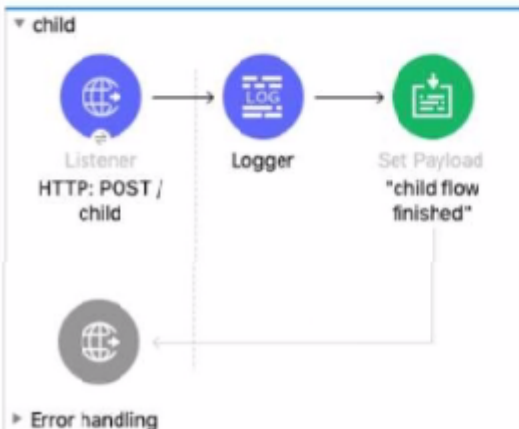 child
LOG
Listener
Logger
Set Payload
HTTP: POST /
child
"child flow
finished"
Error handling